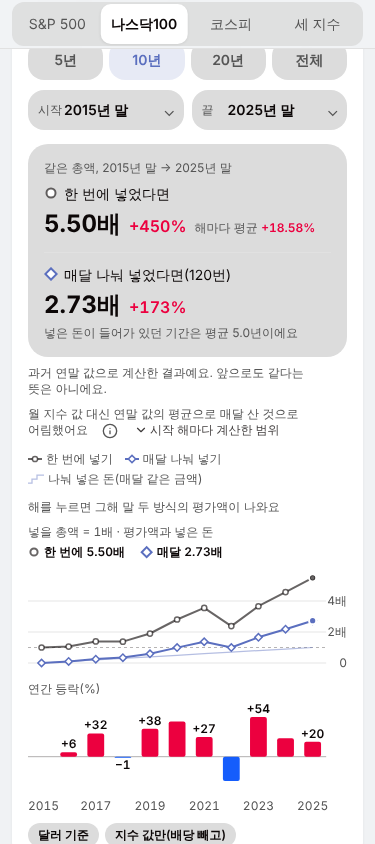 S&P 500 나스닥100 코스피 세 지수
5년 10년 20년 전체
시작 2015년 말 끝 2025년 말
같은 총액, 2015년 말 → 2025년 말
한 번에 넣었다면
5.50배 +450% 해마다 평균 +18.58%
매달 나눠 넣었다면(120번)
2.73배 +173%
넣은 돈이 들어가 있던 기간은 평균 5.0년이에요
과거 연말 값으로 계산한 결과예요. 앞으로도 같다는
뜻은 아니에요.
월 지수 값 대신 연말 값의 평균으로 매달 산 것으로
어림했어요 시작 해마다 계산한 범위
한 번에 넣기 매달 나눠 넣기
나눠 넣은 돈(매달 같은 금액)
해를 누르면 그해 말 두 방식의 평가액이 나와요
넣을 총액 = 1배 · 평가액과 넣은 돈
한 번에 5.50배 매달 2.73배
4배
2배
0
연간 등락(%)
+6 +32 −1 +38 +27 +54 +20
2015 2017 2019 2021 2023 2025
달러 기준 지수 값만(배당 빼고)